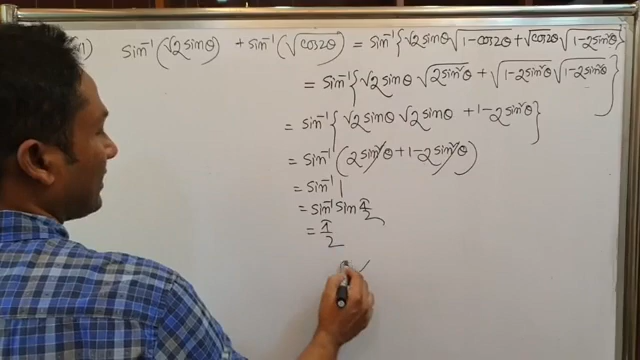 sin⁻¹(√2 sinθ) + sin⁻¹(√cos2θ) = sin⁻¹{√2 sinθ √1-cos2θ + √cos2θ √1-2sin²θ}
= sin⁻¹{√2 sinθ √2sin²θ + √1-2sin²θ √1-2sin²θ}
= sin⁻¹{√2 sinθ √2 sinθ + 1-2sin²θ}
= sin⁻¹(2sin²θ + 1-2sin²θ)
= sin⁻¹ 1
= sin⁻¹ sin π/2
= π/2